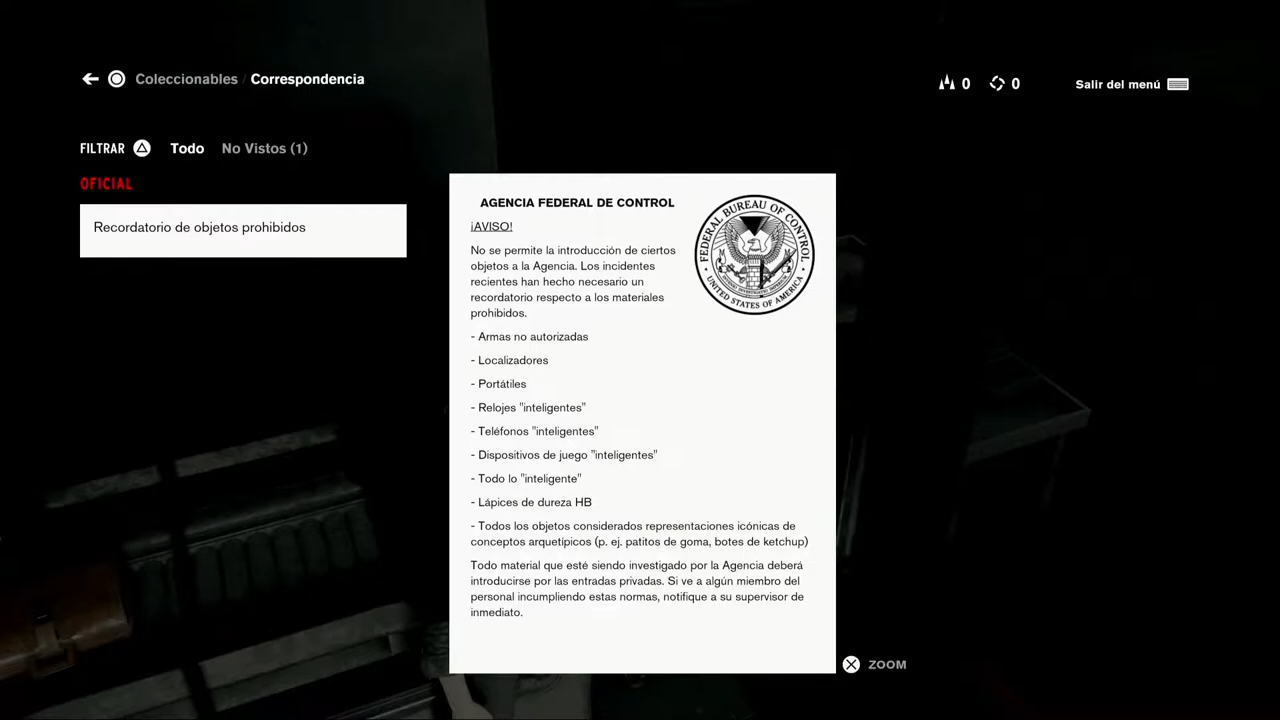 Coleccionables / Correspondencia
0 0 Salir del menú
FILTRAR Todo No Vistos (1)
OFICIAL
Recordatorio de objetos prohibidos
AGENCIA FEDERAL DE CONTROL
¡AVISO!
No se permite la introducción de ciertos
objetos a la Agencia. Los incidentes
recientes han hecho necesario un
recordatorio respecto a los materiales
prohibidos.
FEDERAL BUREAU OF CONTROL
UNITED STATES OF AMERICA
- Armas no autorizadas
- Localizadores
- Portátiles
- Relojes "inteligentes"
- Teléfonos "inteligentes"
- Dispositivos de juego "inteligentes"
- Todo lo "inteligente"
- Lápices de dureza HB
- Todos los objetos considerados representaciones icónicas de
conceptos arquetípicos (p. ej. patitos de goma, botes de ketchup)
Todo material que esté siendo investigado por la Agencia deberá
introducirse por las entradas privadas. Si ve a algún miembro del
personal incumpliendo estas normas, notifique a su supervisor de
inmediato.
ZOOM